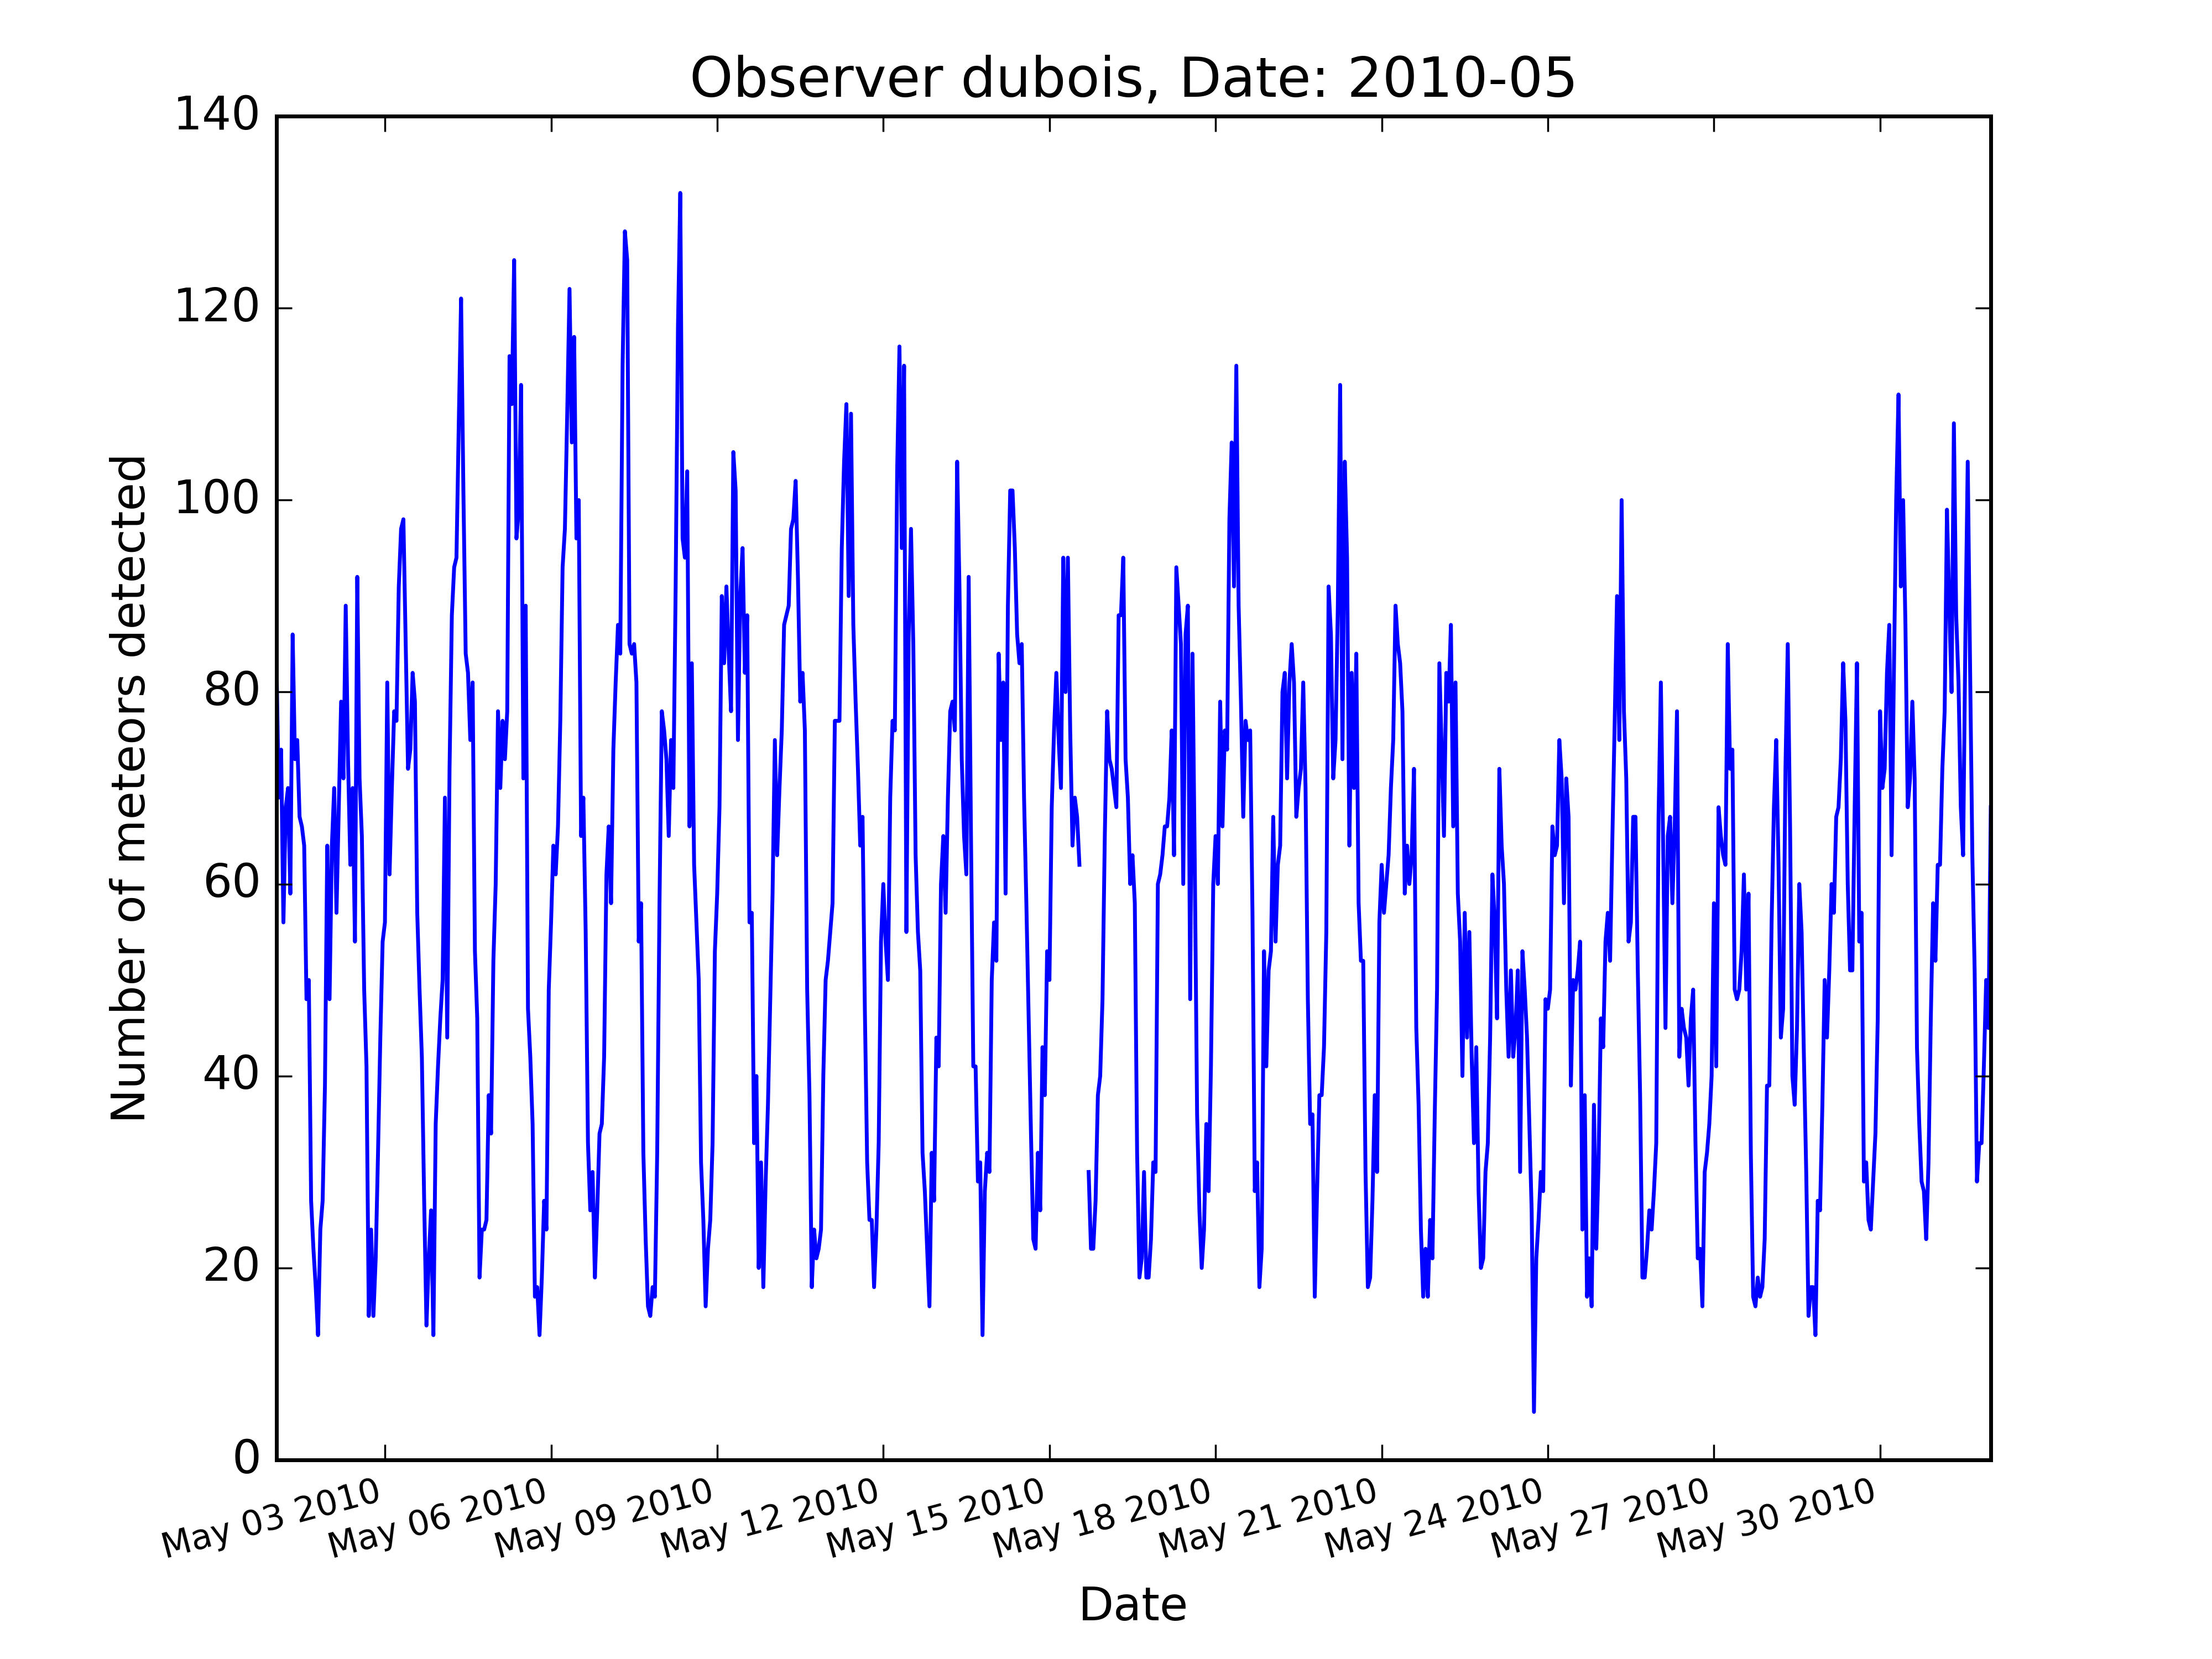 Observer dubois, Date: 2010-05
Number of meteors detected
140
120
100
80
60
40
20
0
May 03 2010
May 06 2010
May 09 2010
May 12 2010
May 15 2010
May 18 2010
May 21 2010
May 24 2010
May 27 2010
May 30 2010
Date